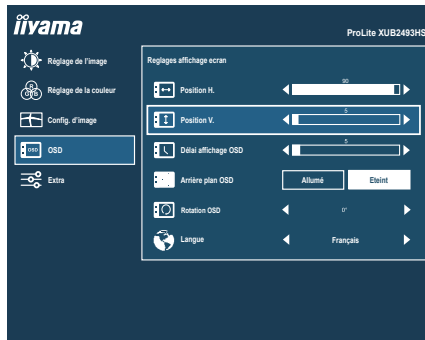 iiyama
ProLite XUB2493HS
Réglage de l'image
Réglage de la couleur
R
G B
Config. d'image
OSD
OSD
Extra
Reglages affichage ecran
Position H.
90
Position V.
5
Délai affichage OSD
5
Arrière plan OSD
Allumé
Eteint
Rotation OSD
0°
Langue
Français